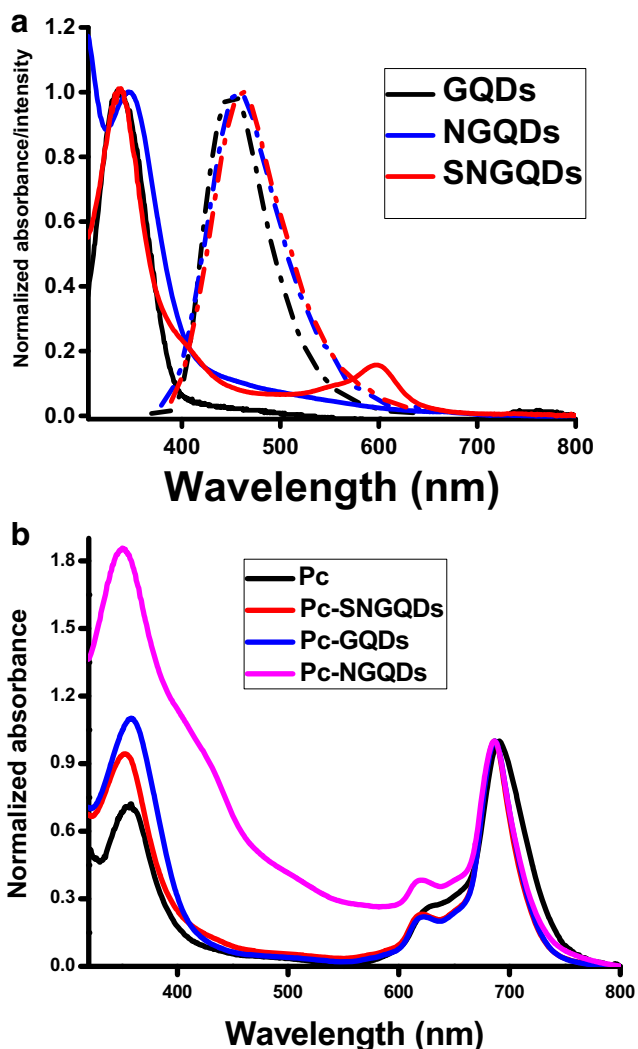 a
Normalized absorbance/intensity
1.0
0.8
0.6
0.4
0.2
0.0
GQDs
NGQDs
SNGQDs
400 500 600 700 800
Wavelength (nm)
b
Normalized absorbance
1.8
1.5
1.2
0.9
0.6
0.3
0.0
Pc
Pc-SNGQDs
Pc-GQDs
Pc-NGQDs
400 500 600 700 800
Wavelength (nm)